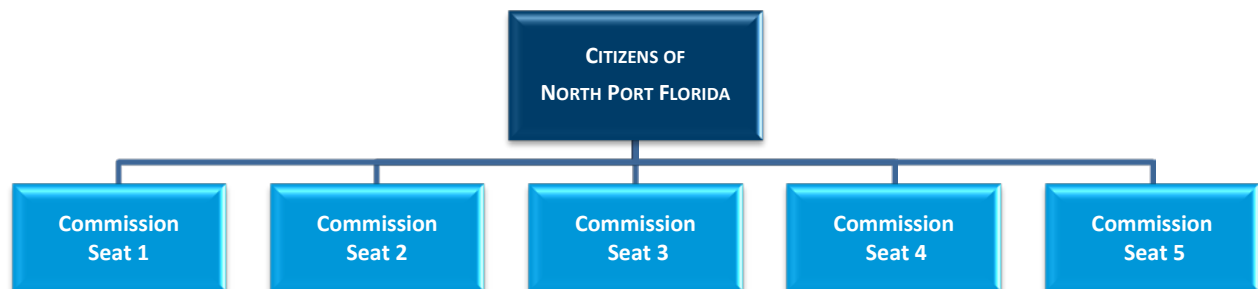 CITIZENS OF
NORTH PORT FLORIDA
Commission
Seat 1
Commission
Seat 2
Commission
Seat 3
Commission
Seat 4
Commission
Seat 5